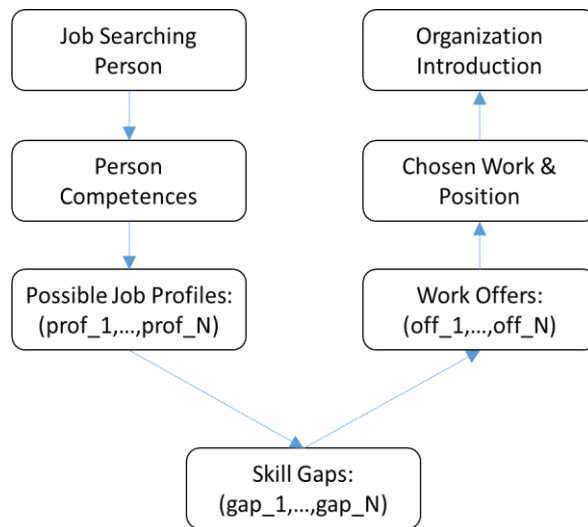 Job Searching
Person
Person
Competences
Possible Job Profiles:
(prof_1,...,prof_N)
Skill Gaps:
(gap_1,...,gap_N)
Work Offers:
(off_1,...,off_N)
Chosen Work &
Position
Organization
Introduction